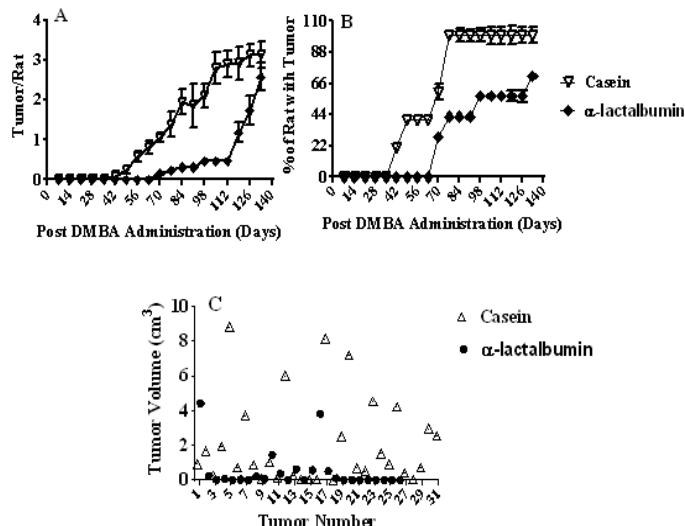 A
Tumor/Rat
4
3
2
1
0
0 14 28 42 56 70 84 98 112 126 140
Post DMBA Administration (Days)
B
% of Rat with Tumor
110
88
66
44
22
0
0 14 28 42 56 70 84 98 112 126 140
Post DMBA Administration (Days)
Casein
α-lactalbumin
C
Tumor Volume (cm³)
10
8
6
4
2
0
1 3 5 7 9 11 13 15 17 19 21 23 25 27 29 31
Tumor Number
Casein
α-lactalbumin